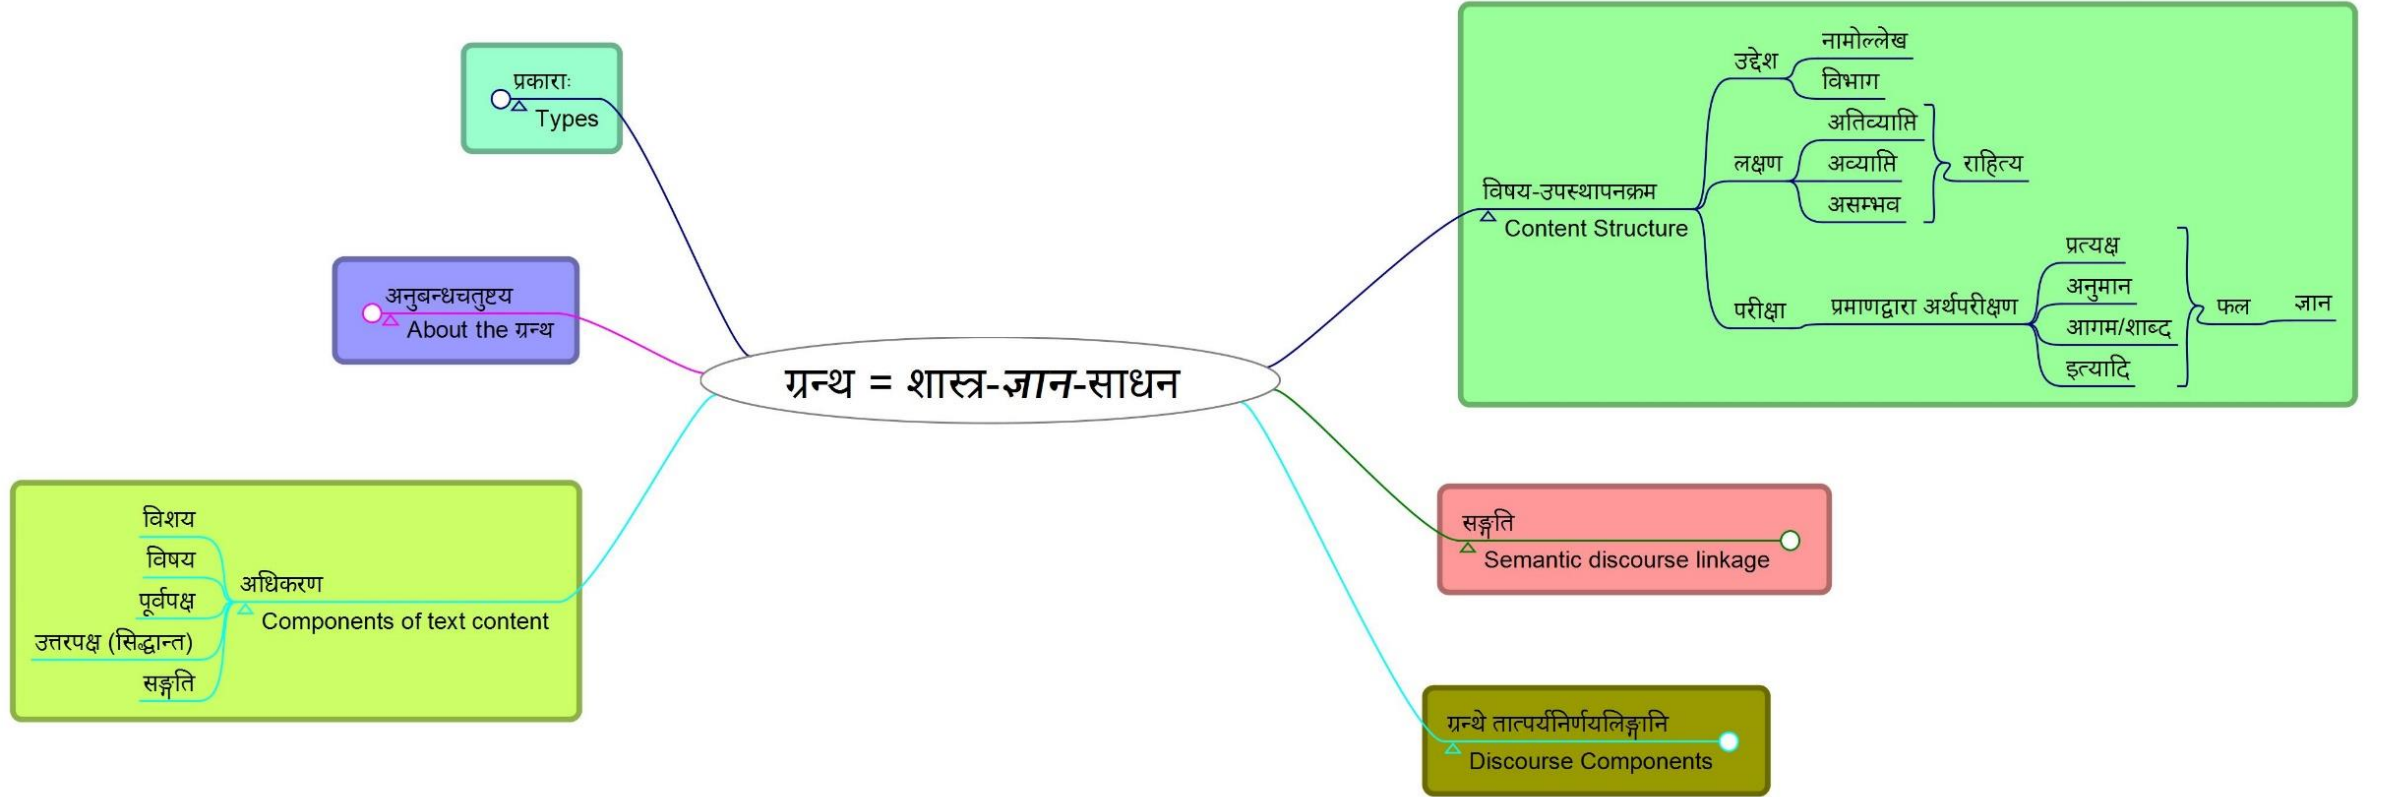 प्रकाराः
Types
अनुबन्धचतुष्टय
About the ग्रन्थ
विशय
विषय
पूर्वपक्ष
उत्तरपक्ष (सिद्धान्त)
सङ्गति
अधिकरण
Components of text content
ग्रन्थ = शास्त्र-ज्ञान-साधन
विषय-उपस्थापनक्रम
Content Structure
उद्देश
नामोल्लेख
विभाग
लक्षण
अतिव्याप्ति
अव्याप्ति
असम्भव
राहित्य
परीक्षा
प्रमाणद्वारा अर्थपरीक्षण
प्रत्यक्ष
अनुमान
आगम/शाब्द
इत्यादि
फल
ज्ञान
सङ्गति
Semantic discourse linkage
ग्रन्थे तात्पर्यनिर्णयलिङ्गानि
Discourse Components